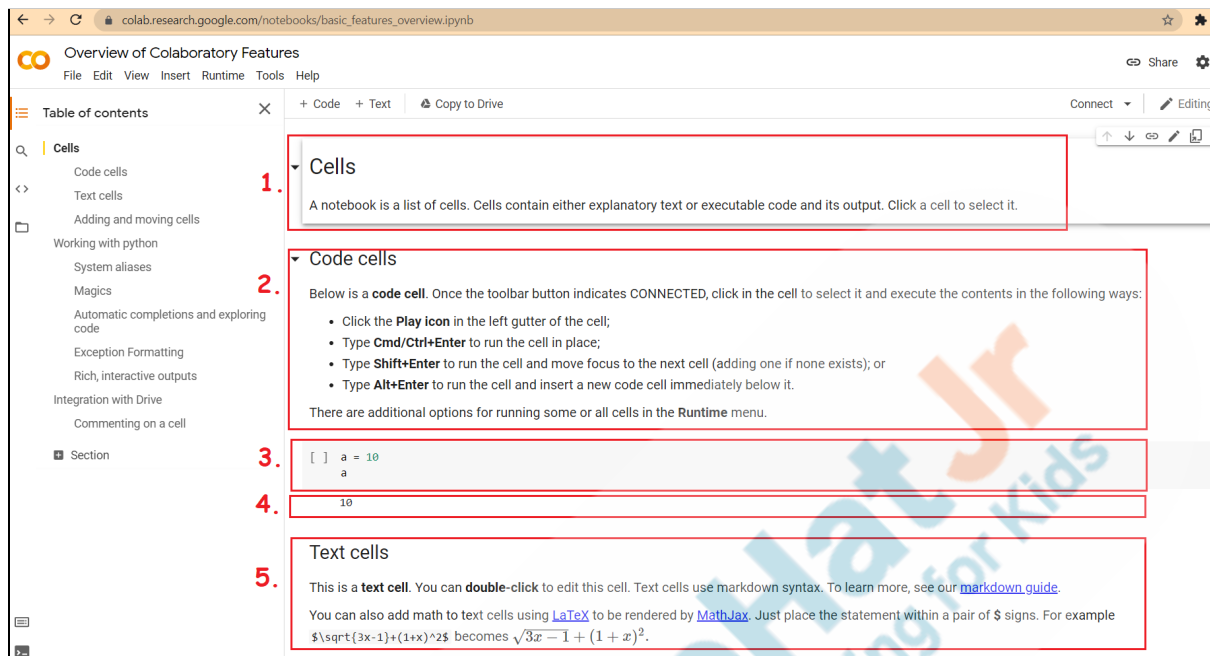 colab.research.google.com/notebooks/basic_features_overview.ipynb
CO
Overview of Colaboratory Features
File Edit View Insert Runtime Tools Help
Share
Table of contents
+ Code + Text Copy to Drive
Connect Editing
Cells
Code cells
Text cells
Adding and moving cells
Working with python
System aliases
Magics
Automatic completions and exploring
code
Exception Formatting
Rich, interactive outputs
Integration with Drive
Commenting on a cell
Section
1.
Cells
A notebook is a list of cells. Cells contain either explanatory text or executable code and its output. Click a cell to select it.
2.
Code cells
Below is a code cell. Once the toolbar button indicates CONNECTED, click in the cell to select it and execute the contents in the following ways:
• Click the Play icon in the left gutter of the cell;
• Type Cmd/Ctrl+Enter to run the cell in place;
• Type Shift+Enter to run the cell and move focus to the next cell (adding one if none exists); or
• Type Alt+Enter to run the cell and insert a new code cell immediately below it.
There are additional options for running some or all cells in the Runtime menu.
3.
[ ] a = 10
a
4.
10
5.
Text cells
This is a text cell. You can double-click to edit this cell. Text cells use markdown syntax. To learn more, see our markdown guide.
You can also add math to text cells using LaTeX to be rendered by MathJax. Just place the statement within a pair of $ signs. For example
$\sqrt{3x-1}+(1+x)^2$ becomes √3x − 1 + (1 + x)².
Hat Jr
for Kids